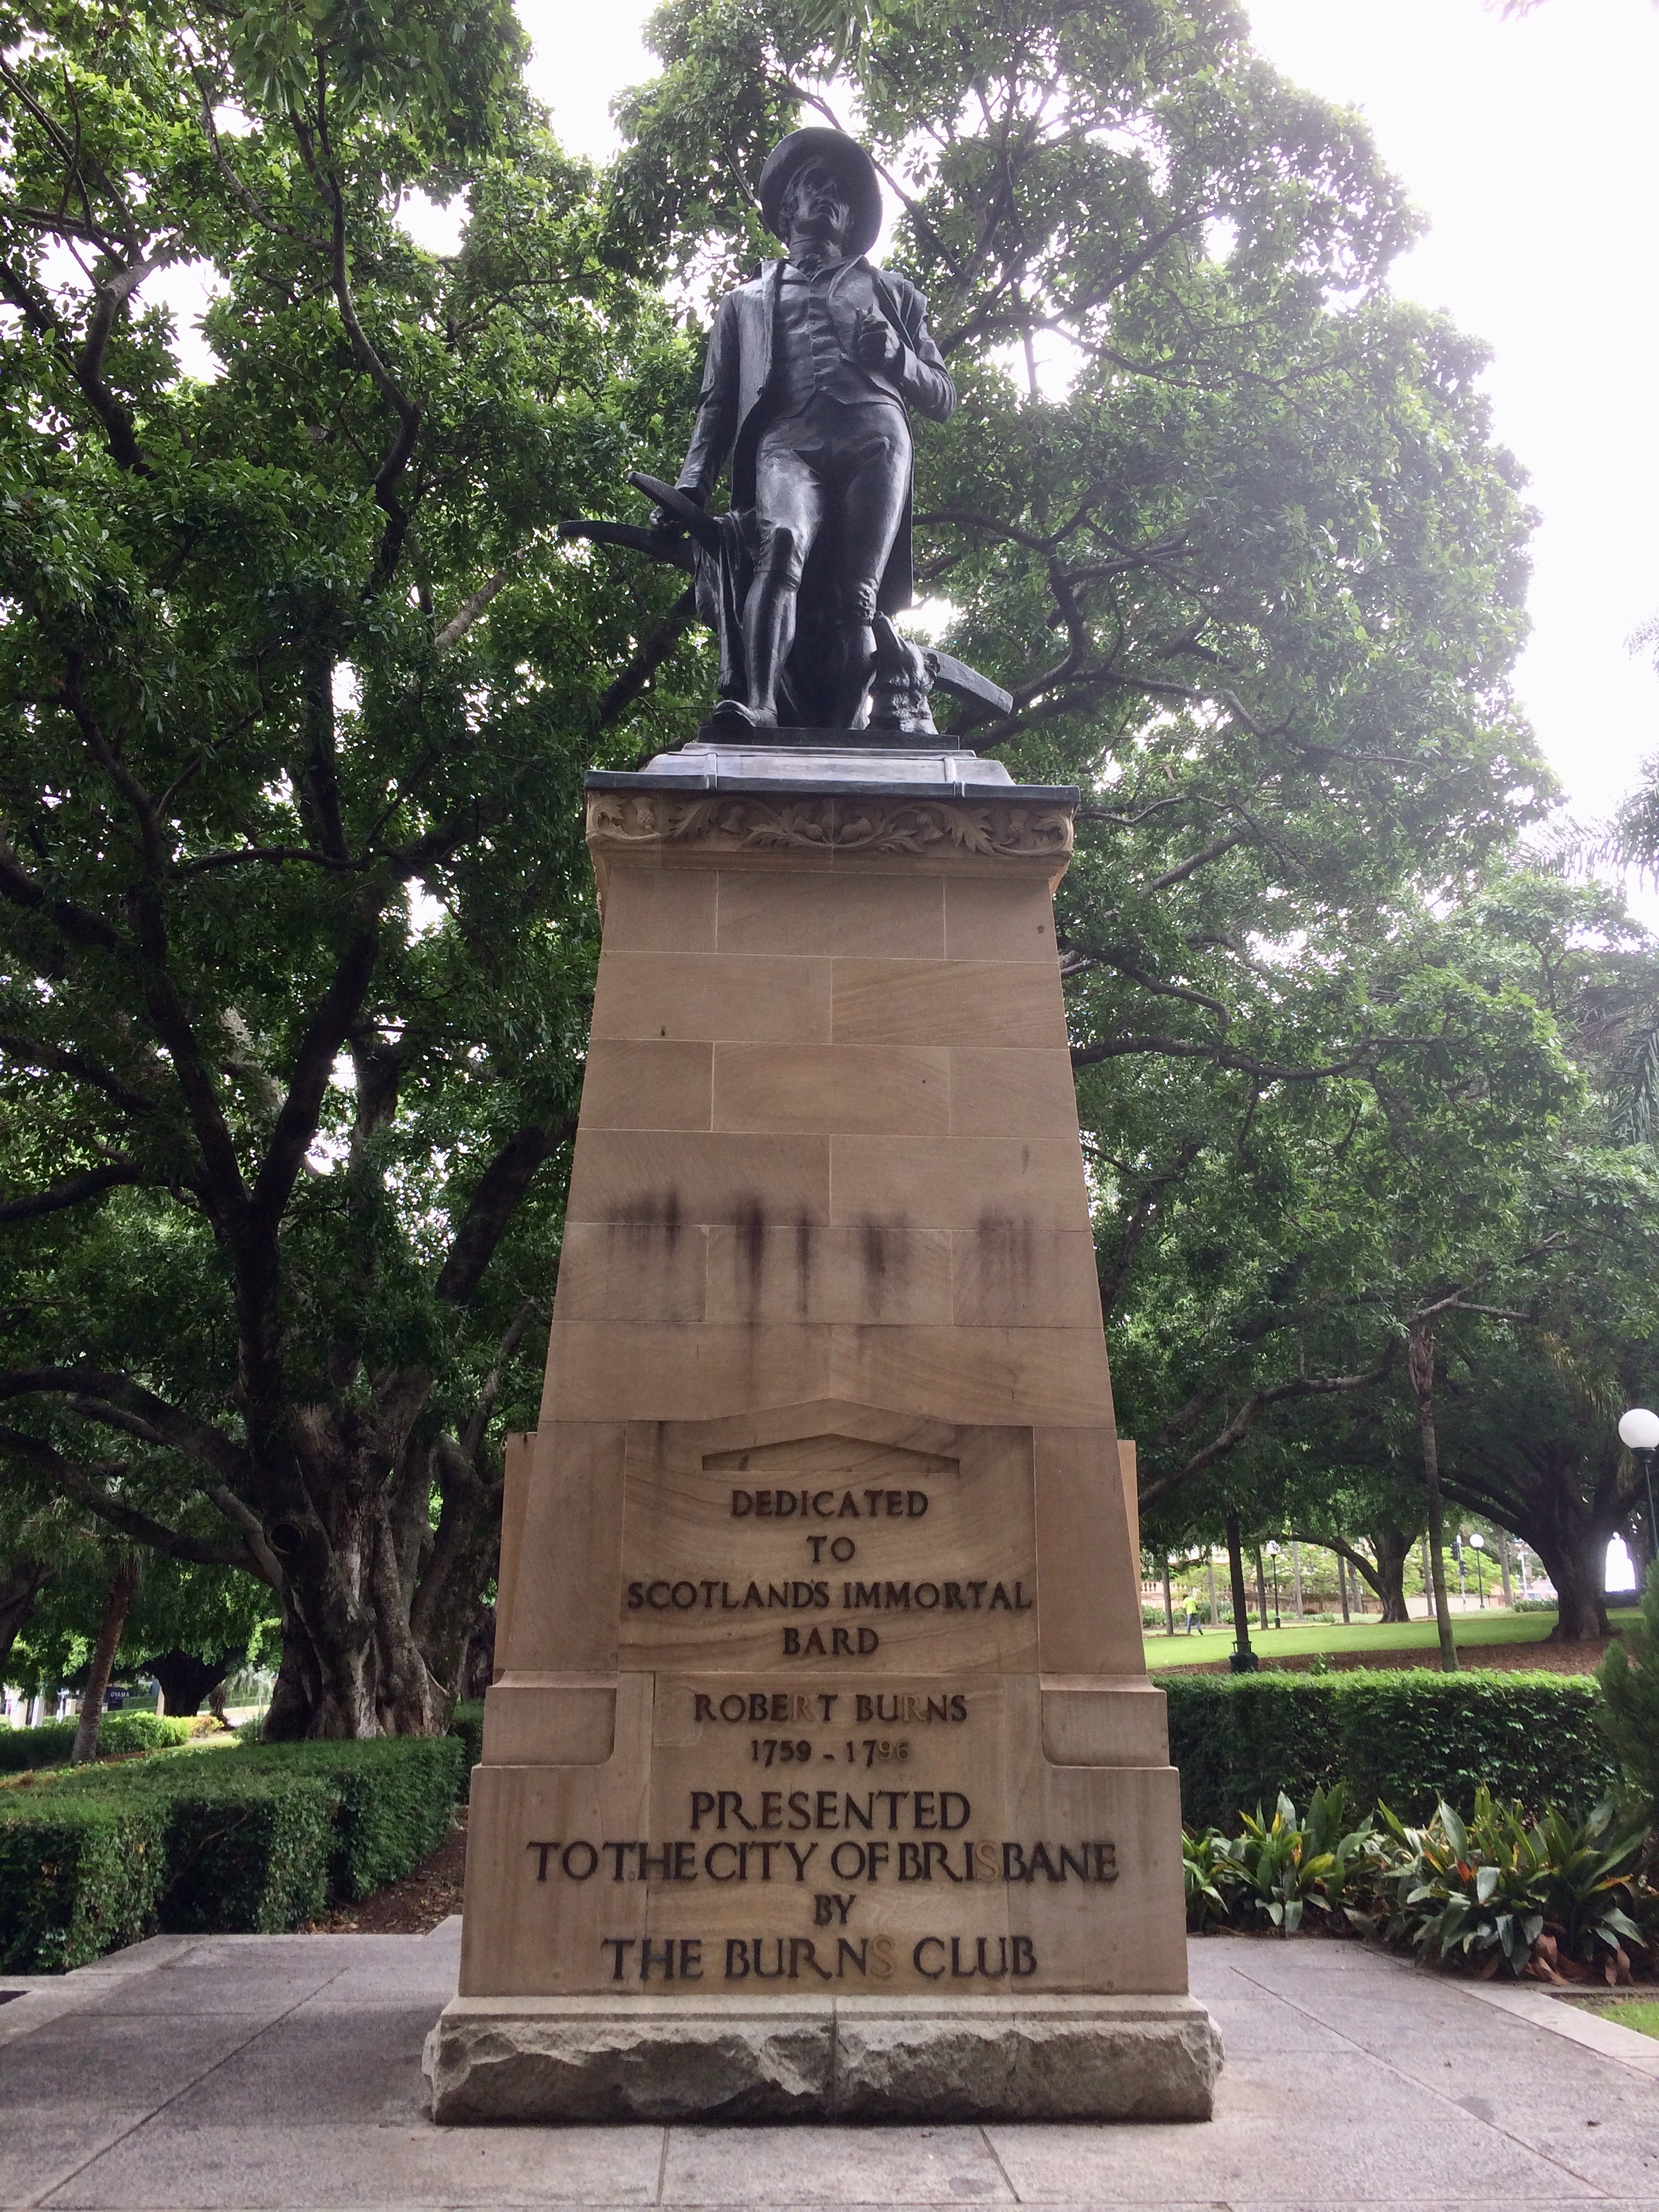 DEDICATED
TO
SCOTLAND'S IMMORTAL
BARD
ROBERT BURNS
1759 - 1796
PRESENTED
TO THE CITY OF BRISBANE
BY
THE BURNS CLUB